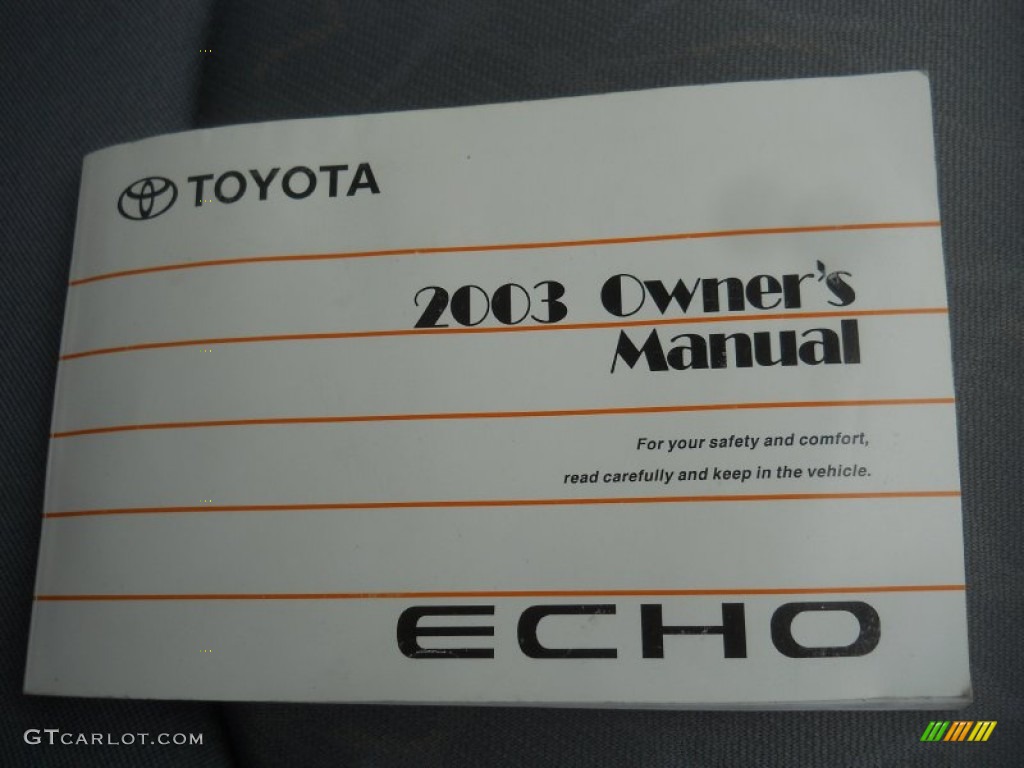 TOYOTA
2003 Owner's
Manual
For your safety and comfort,
read carefully and keep in the vehicle.
ECHO
GTCARLOT.COM